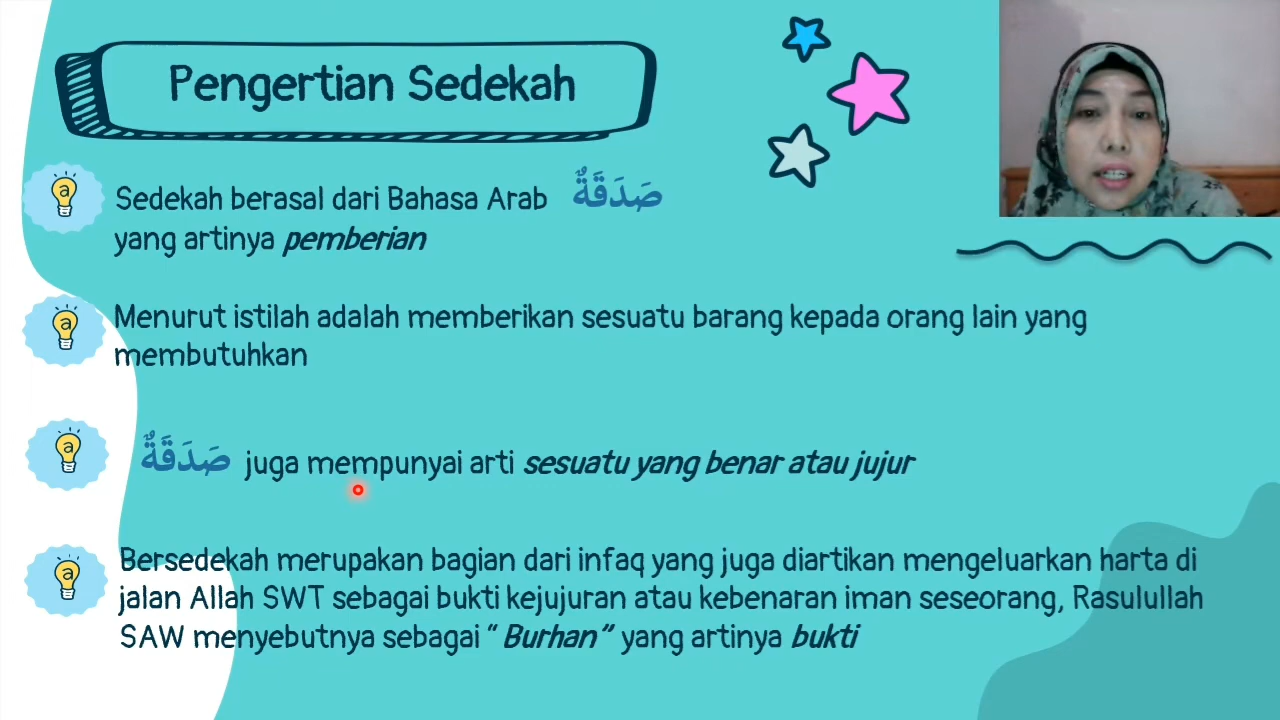 Pengertian Sedekah
Sedekah berasal dari Bahasa Arab صَدَقَةٌ
yang artinya pemberian
Menurut istilah adalah memberikan sesuatu barang kepada orang lain yang
membutuhkan
صَدَقَةٌ juga mempunyai arti sesuatu yang benar atau jujur
Bersedekah merupakan bagian dari infaq yang juga diartikan mengeluarkan harta di
jalan Allah SWT sebagai bukti kejujuran atau kebenaran iman seseorang, Rasulullah
SAW menyebutnya sebagai “ Burhan” yang artinya bukti